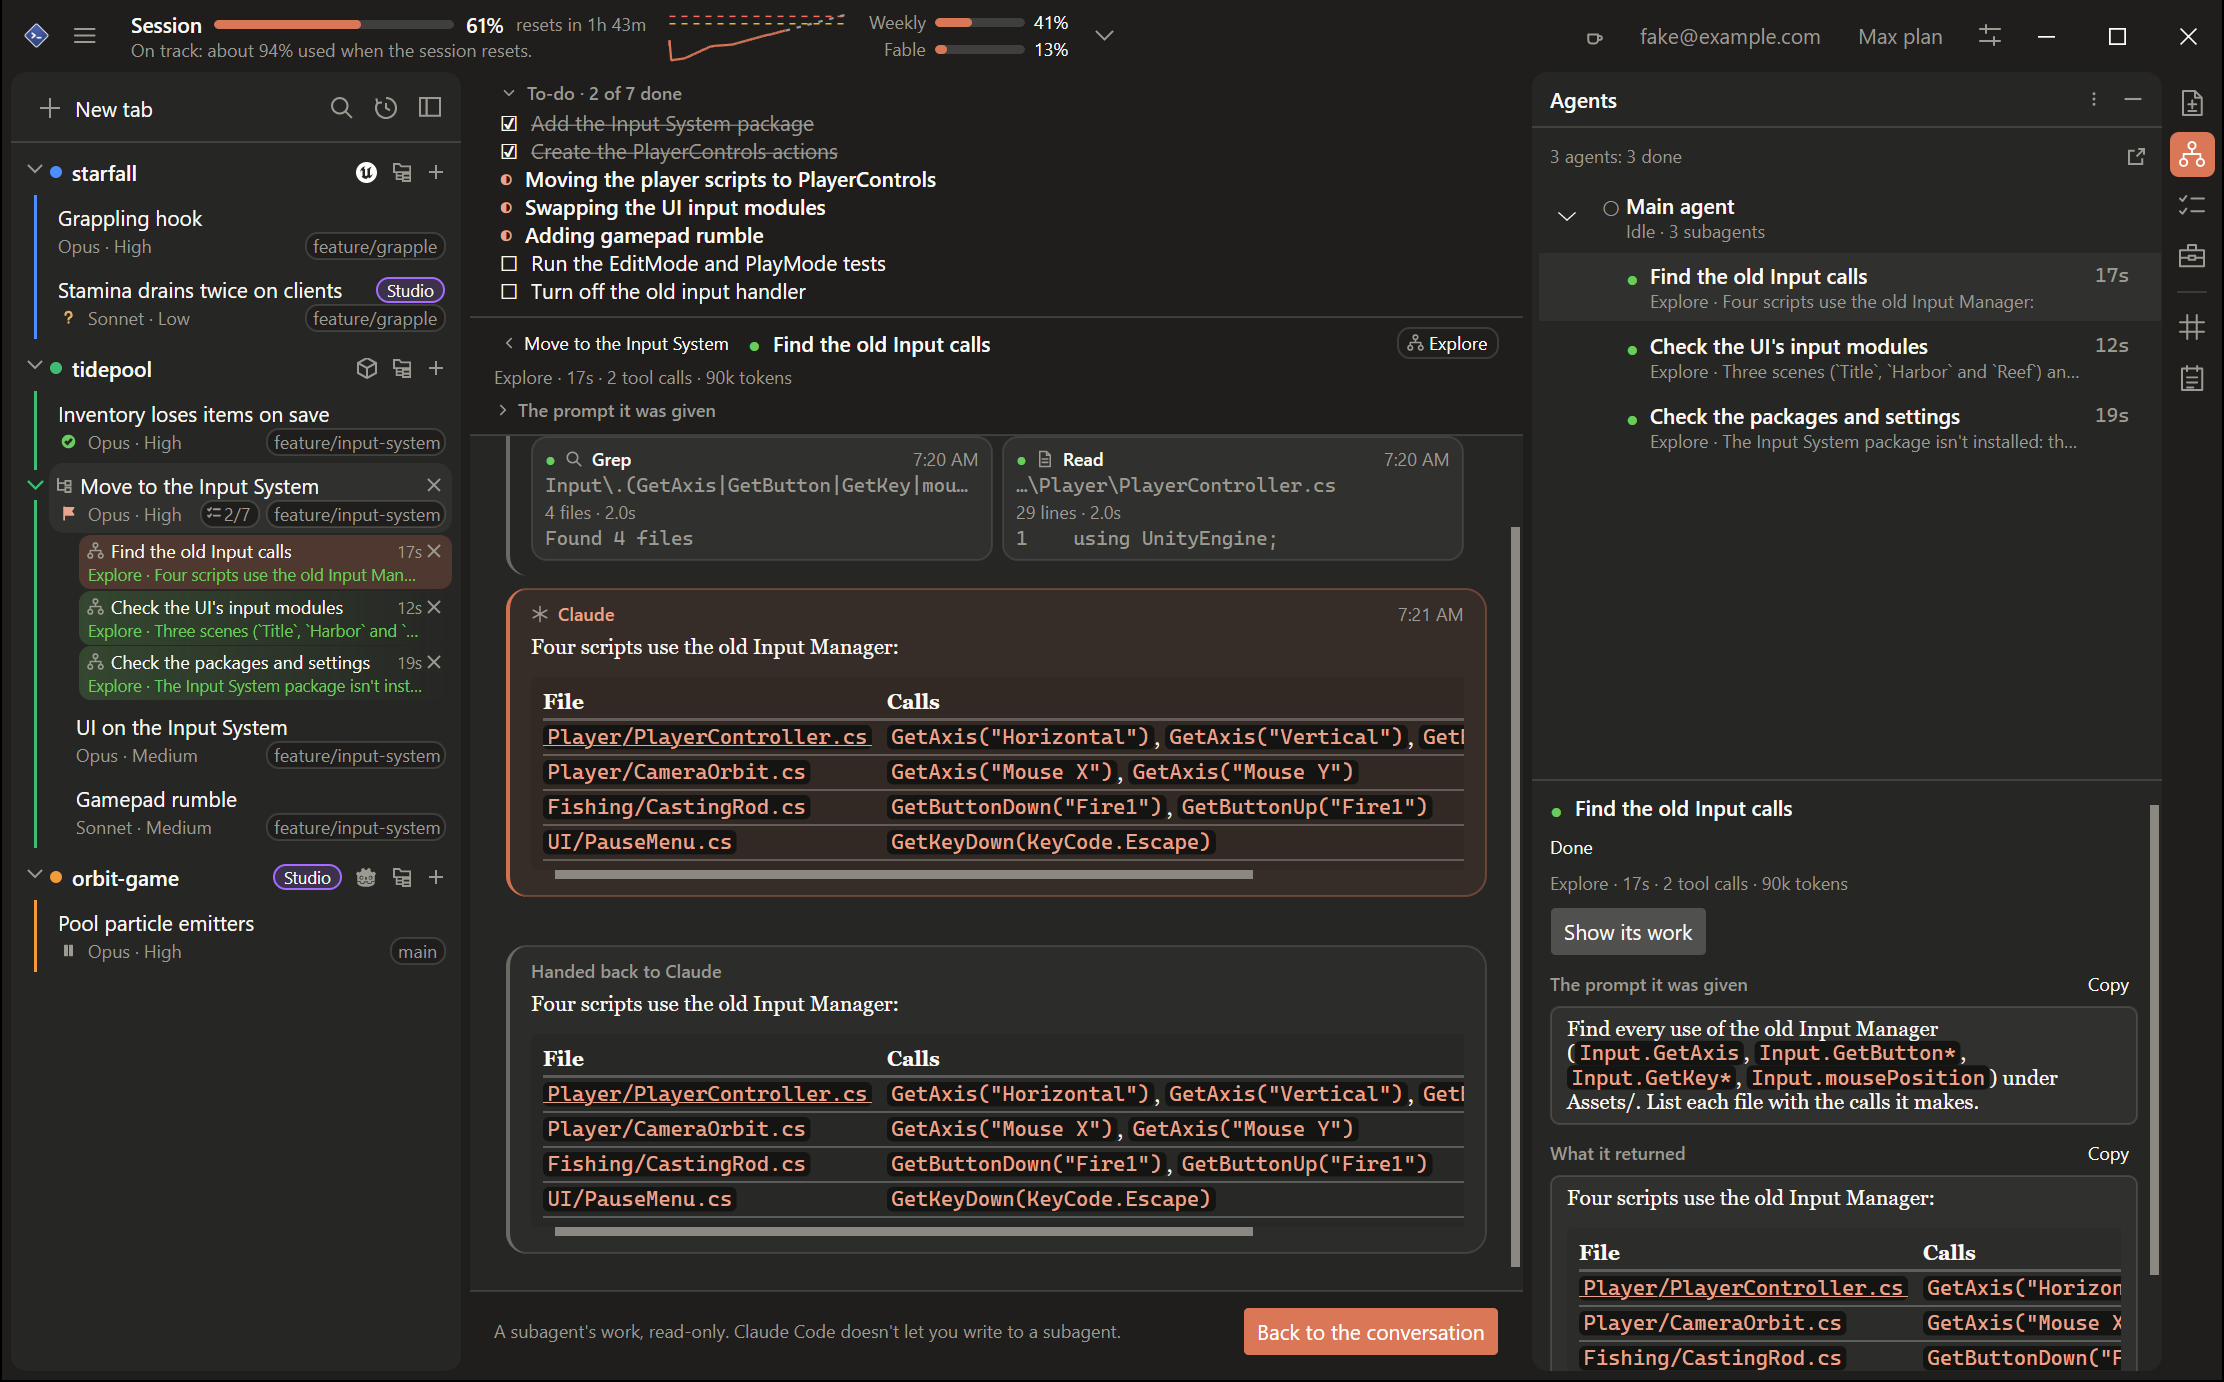 Session 61% resets in 1h 43m
On track: about 94% used when the session resets.
Weekly 41%
Fable 13%
fake@example.com Max plan
New tab
starfall
Grappling hook
Opus · High feature/grapple
Stamina drains twice on clients Studio
? Sonnet · Low feature/grapple
tidepool
Inventory loses items on save
Opus · High feature/input-system
Move to the Input System
Opus · High 2/7 feature/input-system
Find the old Input calls 17s
Explore · Four scripts use the old Input Man...
Check the UI's input modules 12s
Explore · Three scenes (`Title`, `Harbor` and `...
Check the packages and settings 19s
Explore · The Input System package isn't inst...
UI on the Input System
Opus · Medium feature/input-system
Gamepad rumble
Sonnet · Medium feature/input-system
orbit-game Studio
Pool particle emitters
Opus · High main
To-do · 2 of 7 done
Add the Input System package
Create the PlayerControls actions
Moving the player scripts to PlayerControls
Swapping the UI input modules
Adding gamepad rumble
Run the EditMode and PlayMode tests
Turn off the old input handler
Move to the Input System Find the old Input calls Explore
Explore · 17s · 2 tool calls · 90k tokens
The prompt it was given
Grep 7:20 AM
Input\.(GetAxis|GetButton|GetKey|mou…
4 files · 2.0s
Found 4 files
Read 7:20 AM
…\Player\PlayerController.cs
29 lines · 2.0s
1 using UnityEngine;
Claude 7:21 AM
Four scripts use the old Input Manager:
File Calls
Player/PlayerController.cs GetAxis("Horizontal"), GetAxis("Vertical"), Get
Player/CameraOrbit.cs GetAxis("Mouse X"), GetAxis("Mouse Y")
Fishing/CastingRod.cs GetButtonDown("Fire1"), GetButtonUp("Fire1")
UI/PauseMenu.cs GetKeyDown(KeyCode.Escape)
Handed back to Claude
Four scripts use the old Input Manager:
File Calls
Player/PlayerController.cs GetAxis("Horizontal"), GetAxis("Vertical"), Get
Player/CameraOrbit.cs GetAxis("Mouse X"), GetAxis("Mouse Y")
Fishing/CastingRod.cs GetButtonDown("Fire1"), GetButtonUp("Fire1")
UI/PauseMenu.cs GetKeyDown(KeyCode.Escape)
A subagent's work, read-only. Claude Code doesn't let you write to a subagent.
Back to the conversation
Agents
3 agents: 3 done
Main agent
Idle · 3 subagents
Find the old Input calls 17s
Explore · Four scripts use the old Input Manager:
Check the UI's input modules 12s
Explore · Three scenes (`Title`, `Harbor` and `Reef`) an...
Check the packages and settings 19s
Explore · The Input System package isn't installed: th...
Find the old Input calls
Done
Explore · 17s · 2 tool calls · 90k tokens
Show its work
The prompt it was given Copy
Find every use of the old Input Manager
(Input.GetAxis, Input.GetButton*,
Input.GetKey*, Input.mousePosition) under
Assets/. List each file with the calls it makes.
What it returned Copy
Four scripts use the old Input Manager:
File Calls
Player/PlayerController.cs GetAxis("Horizon
Player/CameraOrbit.cs GetAxis("Mouse X
Fishing/CastingRod.cs GetButtonDown("F